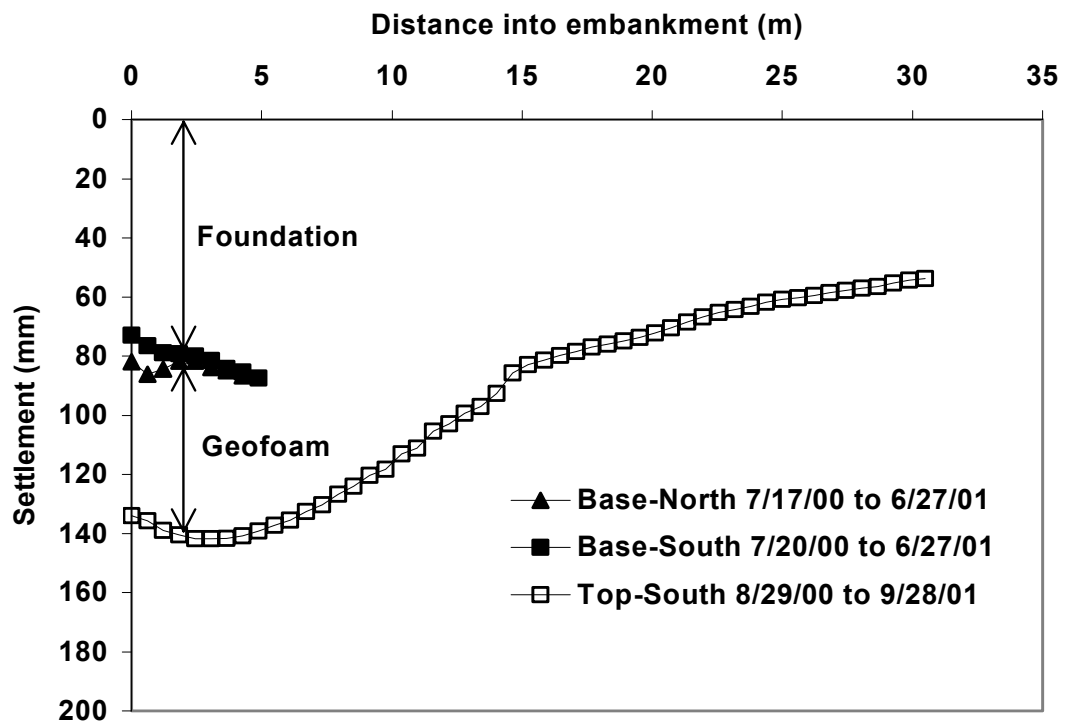 Distance into embankment (m)
0 5 10 15 20 25 30 35
0
20
40
60
80
100
120
140
160
180
200
Settlement (mm)
Foundation
Geofoam
Base-North 7/17/00 to 6/27/01
Base-South 7/20/00 to 6/27/01
Top-South 8/29/00 to 9/28/01